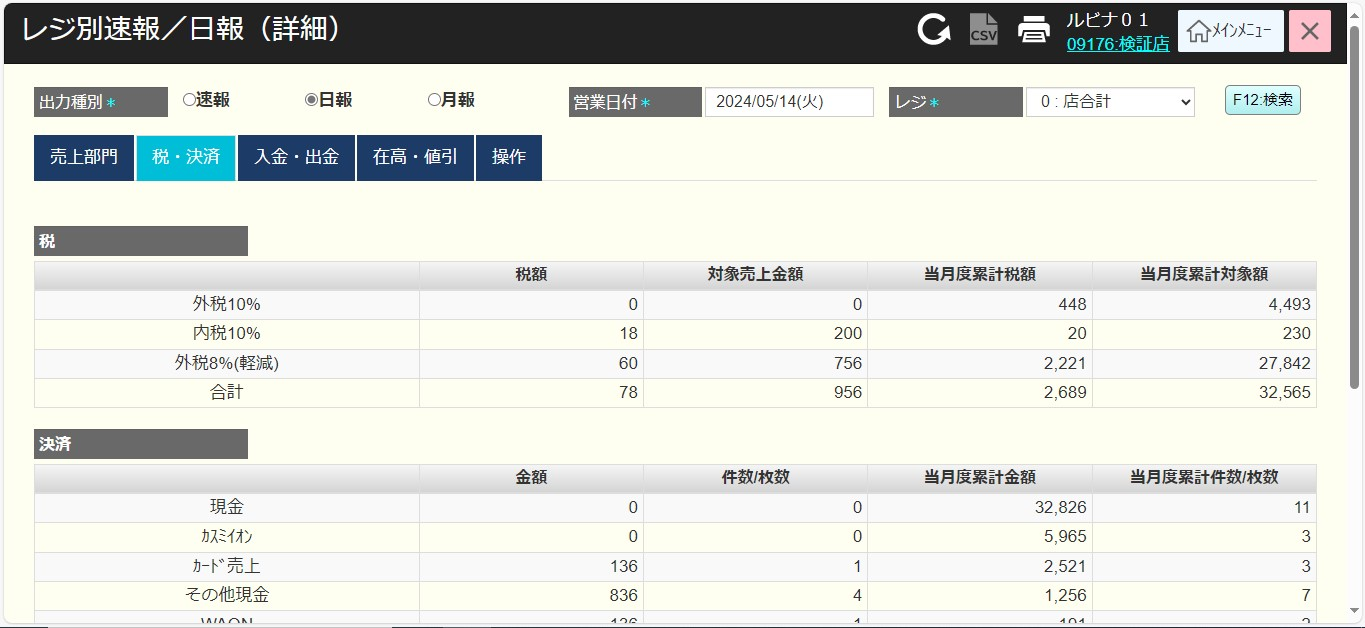 レジ別速報／日報（詳細）
CSV
ルビナ０１
09176:検証店
ﾒｲﾝﾒﾆｭｰ
出力種別＊
速報 日報 月報
営業日付＊ 2024/05/14(火)
レジ＊ 0 : 店合計
F12:検索
売上部門 税・決済 入金・出金 在高・値引 操作
税
税額 対象売上金額 当月度累計税額 当月度累計対象額
外税10% 0 0 448 4,493
内税10% 18 200 20 230
外税8%(軽減) 60 756 2,221 27,842
合計 78 956 2,689 32,565
決済
金額 件数/枚数 当月度累計金額 当月度累計件数/枚数
現金 0 0 32,826 11
ｶｽﾐｲｵﾝ 0 0 5,965 3
ｶｰﾄﾞ売上 136 1 2,521 3
その他現金 836 4 1,256 7
WAON 136 1